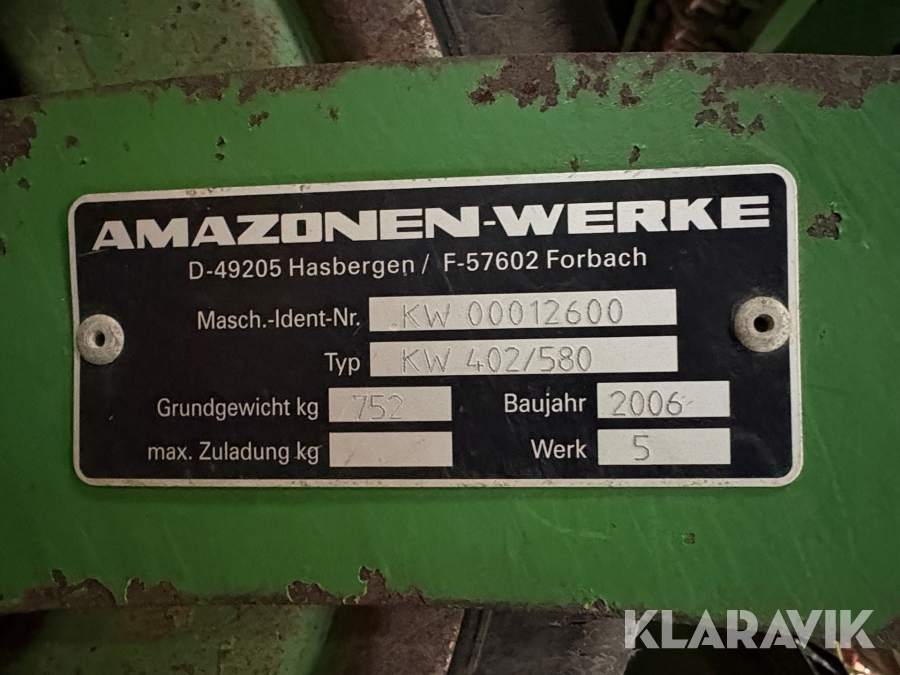 AMAZONEN-WERKE
D-49205 Hasbergen / F-57602 Forbach
Masch.-Ident-Nr. KW 00012600
Typ KW 402/580
Grundgewicht kg 752 Baujahr 2006
max. Zuladung kg Werk 5
KLARAVIK